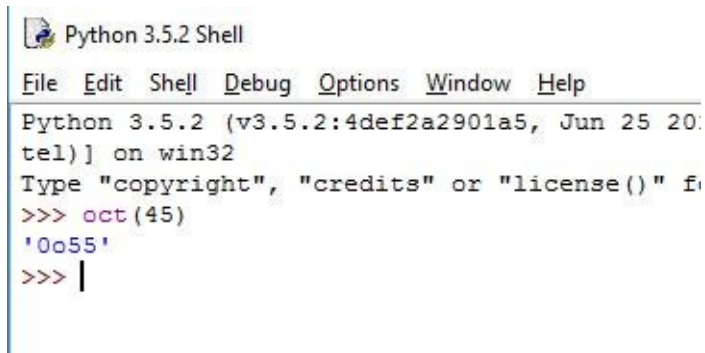 Python 3.5.2 Shell
File Edit Shell Debug Options Window Help
Python 3.5.2 (v3.5.2:4def2a2901a5, Jun 25
tel)] on win32
Type "copyright", "credits" or "license()"
>>> oct(45)
'0o55'
>>>